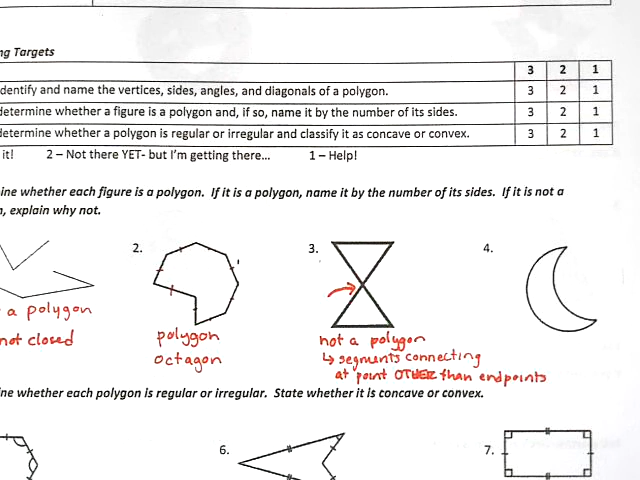 ng Targets
3 2 1
dentify and name the vertices, sides, angles, and diagonals of a polygon. 3 2 1
determine whether a figure is a polygon and, if so, name it by the number of its sides. 3 2 1
determine whether a polygon is regular or irregular and classify it as concave or convex. 3 2 1
it! 2 – Not there YET- but I'm getting there... 1 – Help!
ine whether each figure is a polygon. If it is a polygon, name it by the number of its sides. If it is not a
n, explain why not.
2. 3. 4.
a polygon
not closed
polygon
octagon
not a polygon
↳ segments connecting
at point OTHER than endpoints
ne whether each polygon is regular or irregular. State whether it is concave or convex.
6. 7.